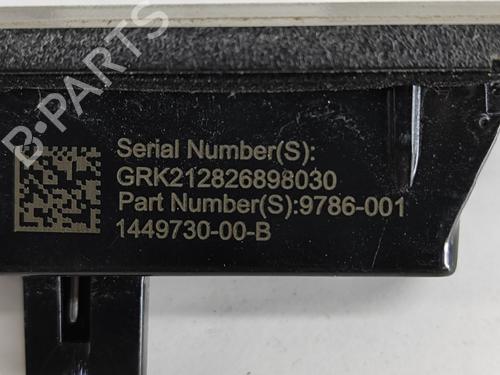 B-PARTS
Serial Number(S):
GRK212826898030
Part Number(S):9786-001
1449730-00-B